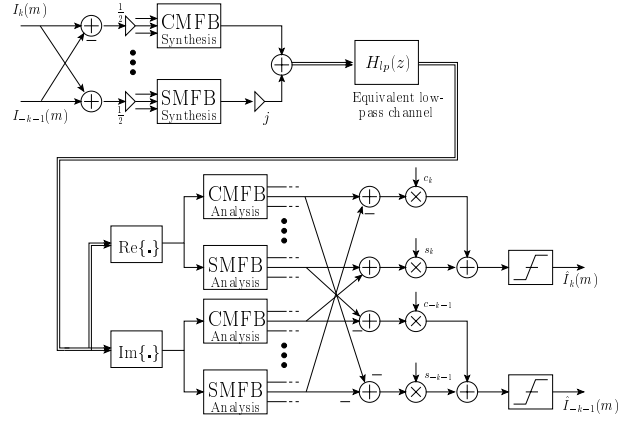 I_k(m)
1/2
CMFB
Synthesis
−
I_{-k-1}(m)
1/2
SMFB
Synthesis
j
H_{lp}(z)
Equivalent low-
pass channel
Re{.}
Im{.}
CMFB
Analysis
SMFB
Analysis
CMFB
Analysis
SMFB
Analysis
−
−
−
−
c_k
s_k
c_{-k-1}
s_{-k-1}
Î_k(m)
Î_{-k-1}(m)